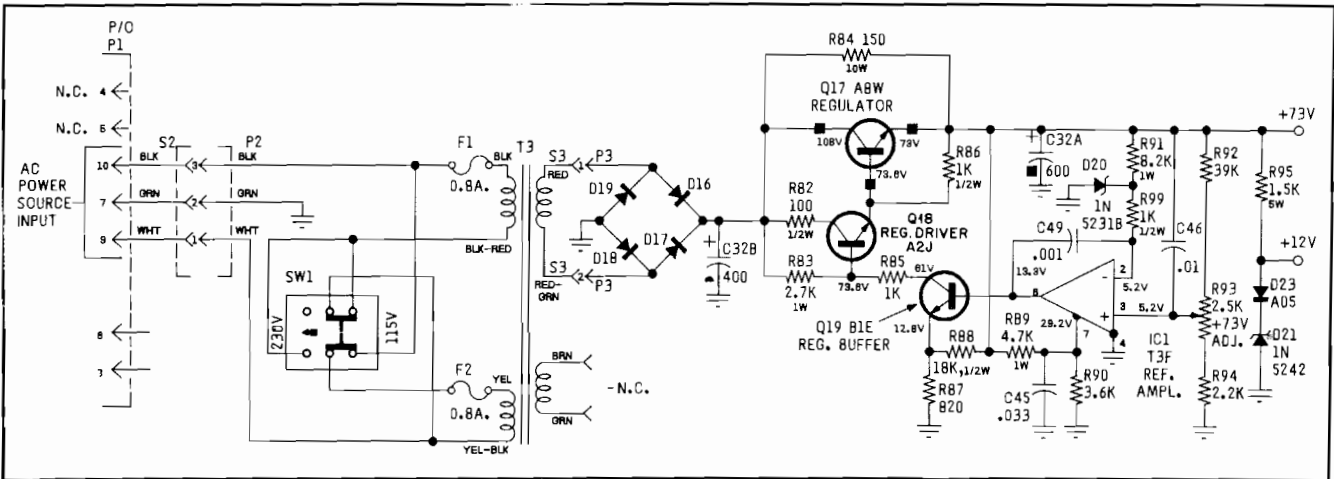 P/O
P1
N.C. 4
N.C. 5
AC
POWER
SOURCE
INPUT
10 BLK
7 GRN
9 WHT
S2
P2
3 BLK
2 GRN
1 WHT
230V
SW1
115V
F1
0.8A.
BLK
BLK-RED
F2
0.8A.
YEL
YEL-BLK
T3
S3
P3
RED
S3
2
P3
RED-
GRN
BRN
GRN
-N.C.
D19
D16
D18
D17
+
C32B
400
R84 150
10W
Q17 A8W
REGULATOR
108V
73V
73.8V
R82
100
1/2W
R83
2.7K
1W
Q18
REG. DRIVER
A2J
73.8V
R85
1K
R86
1K
1/2W
61V
12.8V
Q19 B1E
REG. BUFFER
R88
18K, 1/2W
R87
820
R89
4.7K
1W
C45
.033
R90
3.6K
+
C32A
600
D20
1N
5231B
R91
8.2K
1W
R99
1K
1/2W
C49
.001
13.3V
6
2
-
5.2V
3
+
5.2V
29.2V
7
4
IC1
T3F
REF.
AMPL.
C46
.01
R92
39K
R93
2.5K
+73V
ADJ.
R94
2.2K
R95
1.5K
5W
+73V
+12V
D23
A05
D21
1N
5242